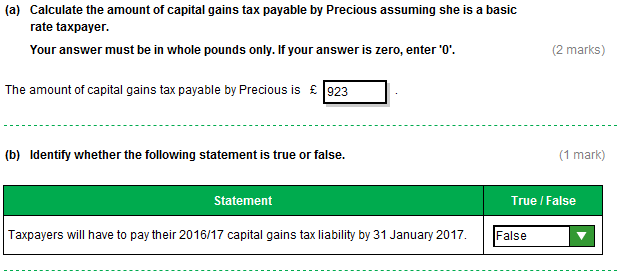 (a) Calculate the amount of capital gains tax payable by Precious assuming she is a basic
rate taxpayer.
Your answer must be in whole pounds only. If your answer is zero, enter '0'. (2 marks)
The amount of capital gains tax payable by Precious is £ 923 .
(b) Identify whether the following statement is true or false. (1 mark)
Statement True / False
Taxpayers will have to pay their 2016/17 capital gains tax liability by 31 January 2017. False